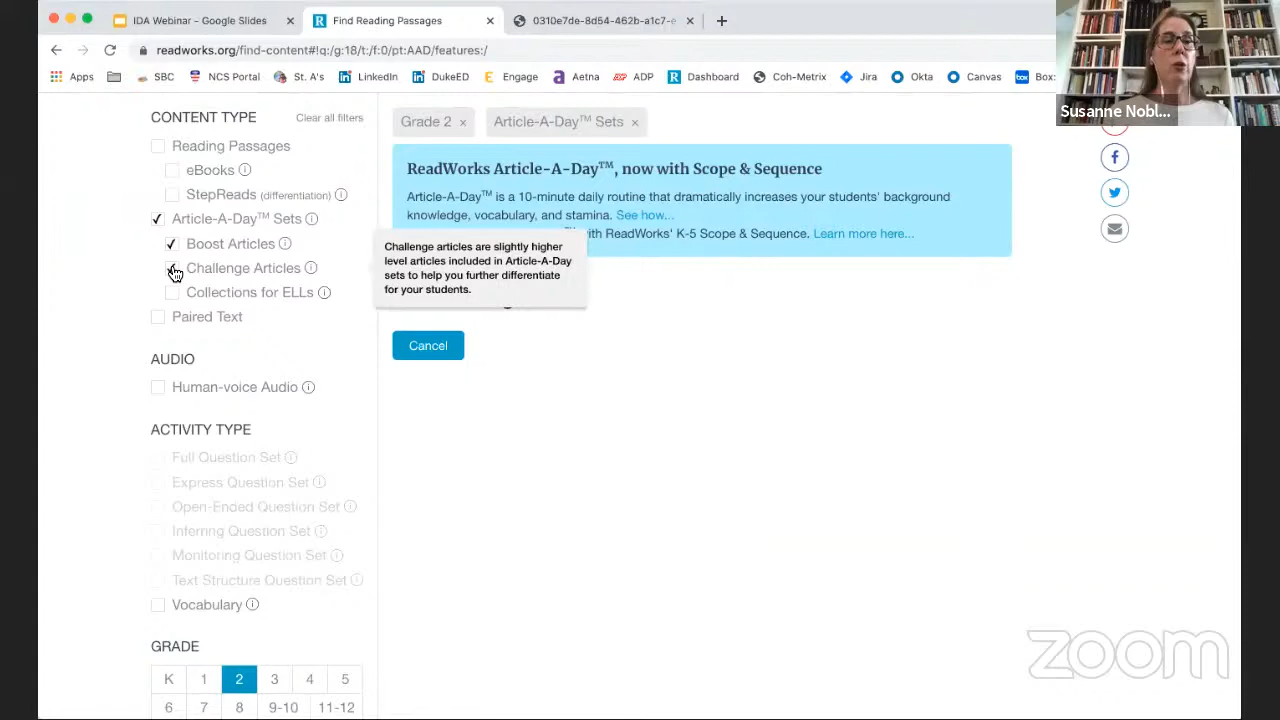 IDA Webinar - Google Slides
Find Reading Passages
0310e7de-8d54-462b-a1c7-e
readworks.org/find-content#!q:/g:18/t:/f:0/pt:AAD/features:/
Apps
SBC
NCS Portal
St. A's
LinkedIn
DukeED
Engage
Aetna
ADP
Dashboard
Coh-Metrix
Jira
Okta
Canvas
Box:
Susanne Nobl...
CONTENT TYPE
Clear all filters
Reading Passages
eBooks
StepReads (differentiation)
Article-A-Day™ Sets
Boost Articles
Challenge Articles
Collections for ELLs
Paired Text
AUDIO
Human-voice Audio
ACTIVITY TYPE
Full Question Set
Express Question Set
Open-Ended Question Set
Inferring Question Set
Monitoring Question Set
Text Structure Question Set
Vocabulary
GRADE
K 1 2 3 4 5
6 7 8 9-10 11-12
Grade 2 ×
Article-A-Day™ Sets ×
ReadWorks Article-A-Day™, now with Scope & Sequence
Article-A-Day™ is a 10-minute daily routine that dramatically increases your students' background
knowledge, vocabulary, and stamina. See how...
with ReadWorks' K-5 Scope & Sequence. Learn more here...
Challenge articles are slightly higher
level articles included in Article-A-Day
sets to help you further differentiate
for your students.
Cancel
zoom